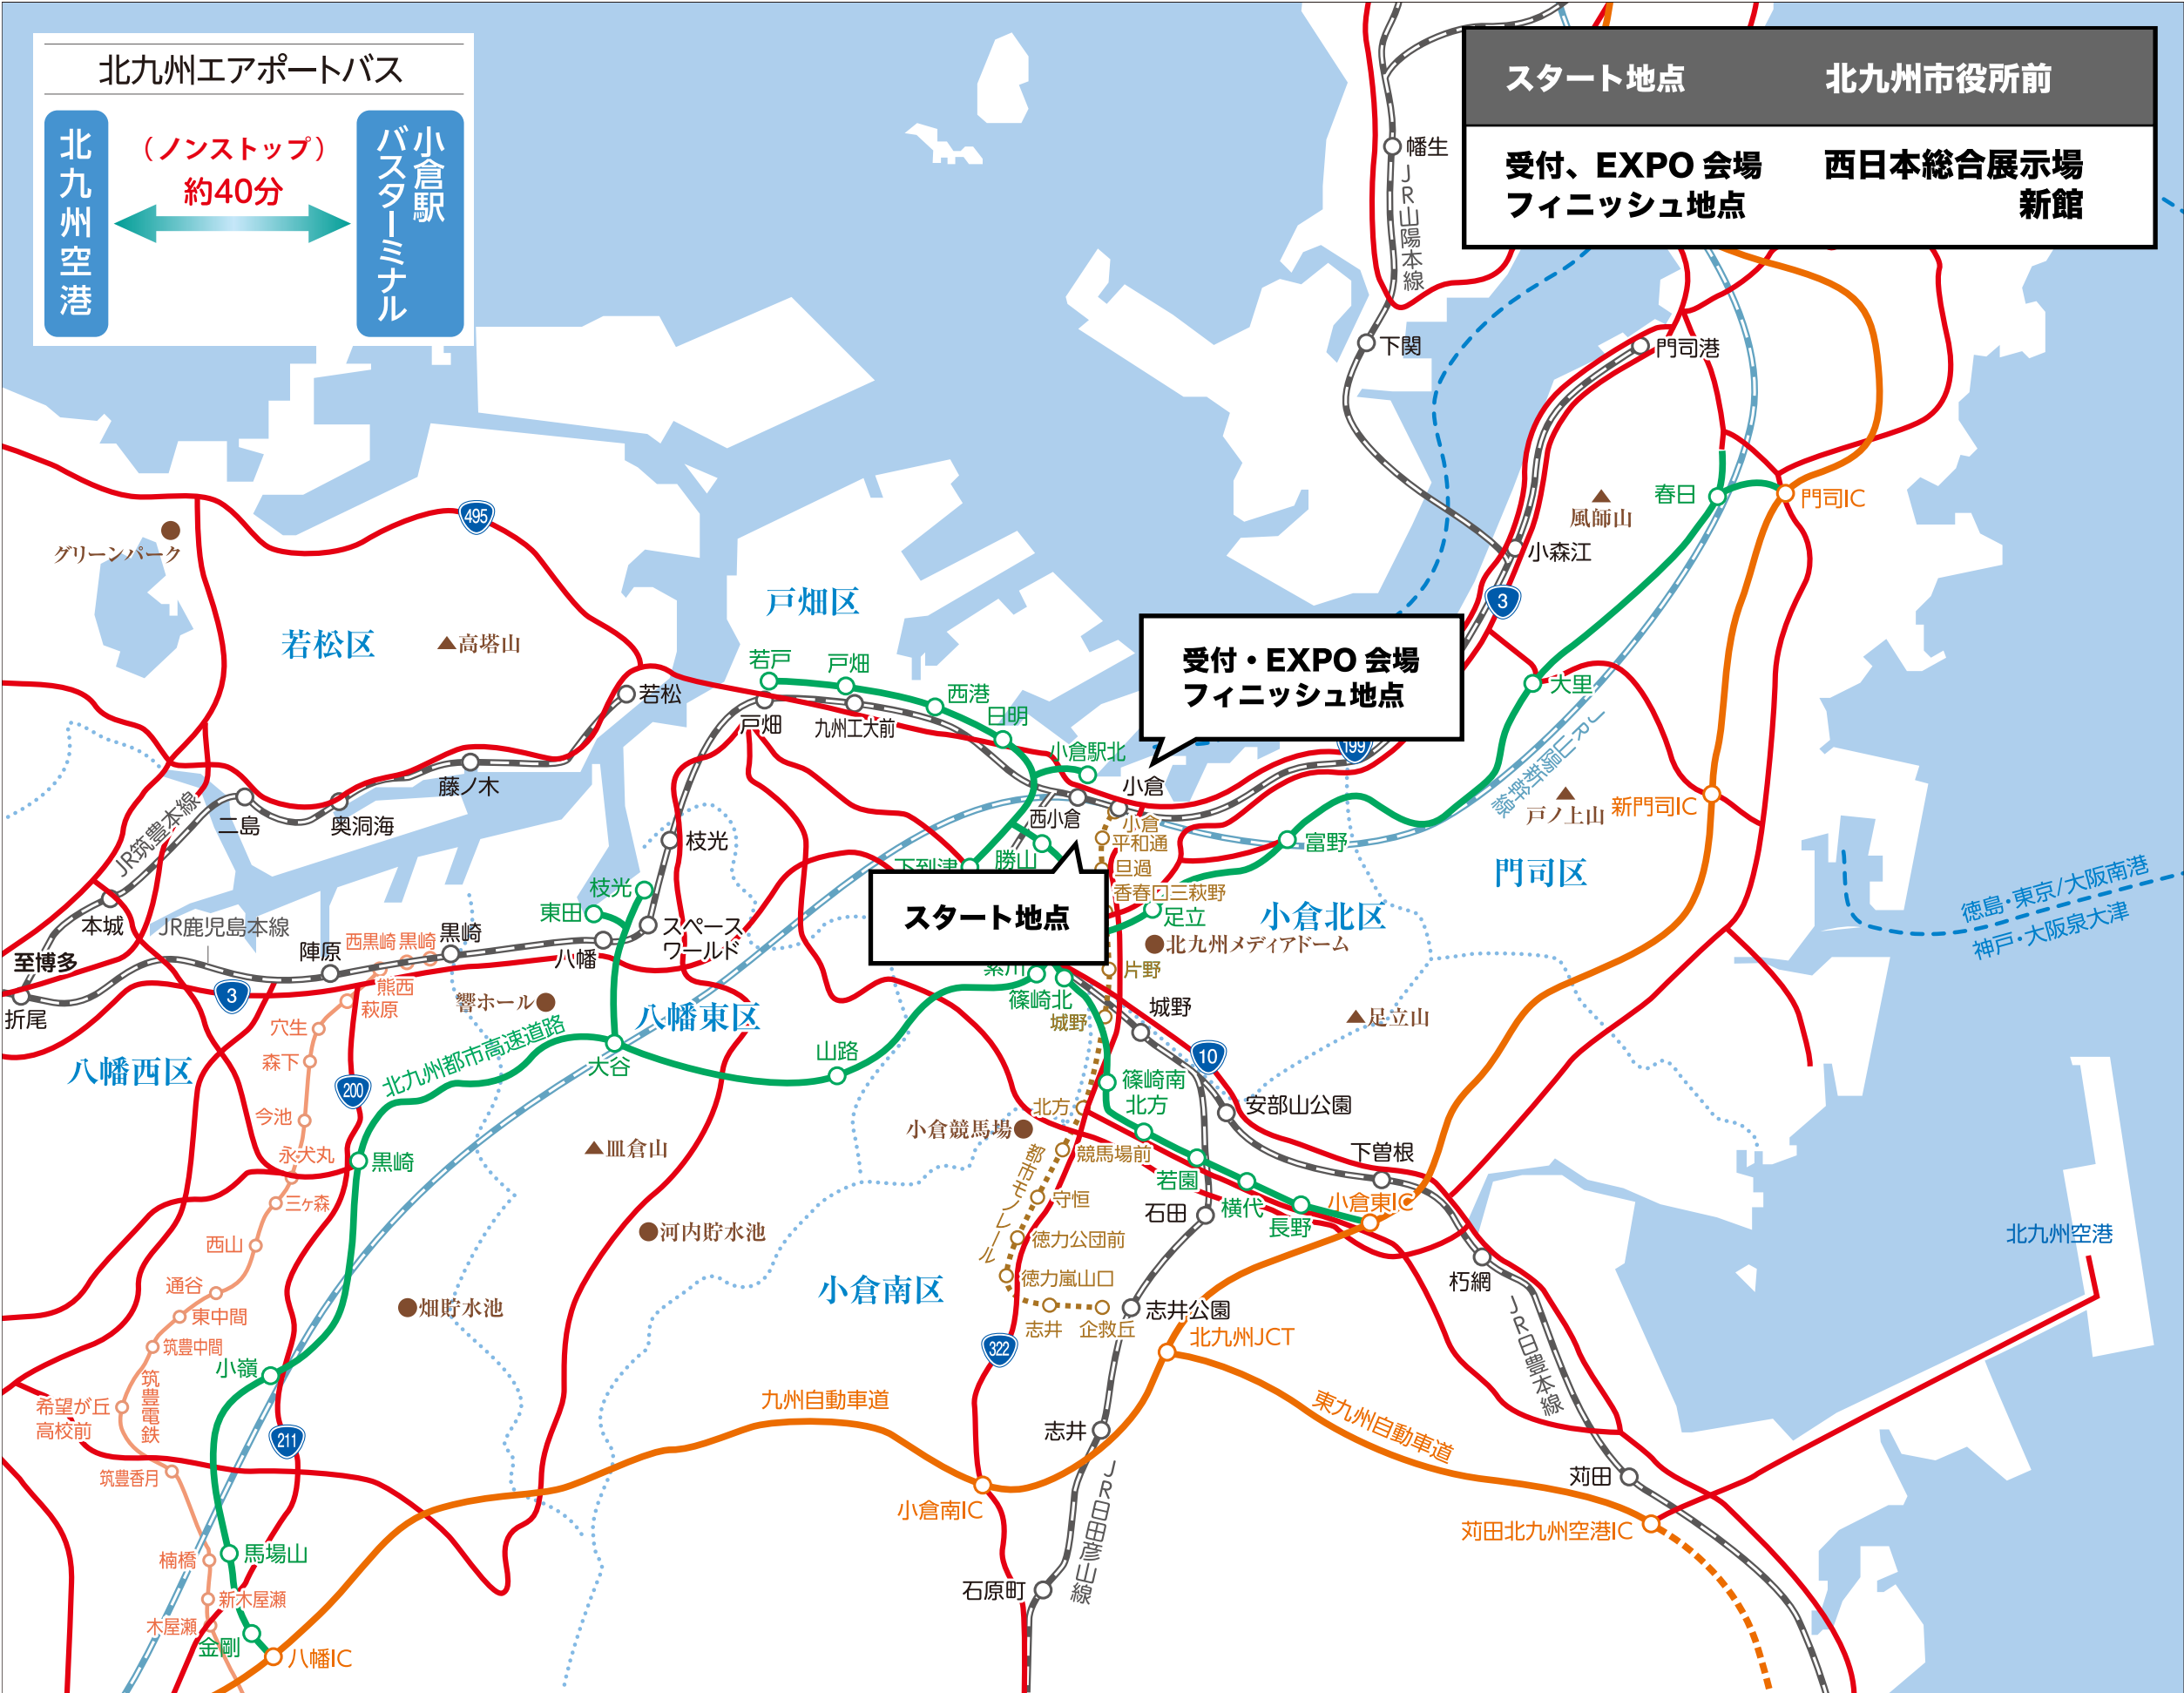 北九州エアポートバス
北九州空港
（ノンストップ）
約40分
小倉駅
バスターミナル
スタート地点 北九州市役所前
受付、EXPO 会場 西日本総合展示場
フィニッシュ地点 新館
幡生
JR山陽本線
下関
門司港
春日
門司IC
風師山
小森江
3
大里
JR山陽新幹線
戸ノ上山
新門司IC
門司区
徳島・東京/大阪南港
神戸・大阪泉大津
495
グリーンパーク
若松区
高塔山
戸畑区
若戸
戸畑
西港
日明
若松
戸畑
九州工大前
小倉駅北
受付・EXPO 会場
フィニッシュ地点
199
小倉
藤ノ木
二島
奥洞海
JR筑豊本線
西小倉
小倉
平和通
旦過
香春口三萩野
勝山
下到津
富野
枝光
枝光
東田
スペース
ワールド
八幡
本城
JR鹿児島本線
至博多
折尾
陣原
西黒崎
黒崎
黒崎
熊西
萩原
3
スタート地点
足立
小倉北区
北九州メディアドーム
片野
紫川
篠崎北
城野
城野
足立山
10
響ホール
八幡東区
八幡西区
穴生
森下
今池
永犬丸
三ヶ森
西山
通谷
東中間
筑豊中間
希望が丘
高校前
筑豊電鉄
筑豊香月
楠橋
新木屋瀬
木屋瀬
200
北九州都市高速道路
大谷
山路
篠崎南
北方
北方
安部山公園
小倉競馬場
競馬場前
都市モノレール
守恒
徳力公団前
徳力嵐山口
志井
企救丘
若園
横代
長野
下曽根
小倉東IC
石田
志井公園
朽網
JR日豊本線
北九州空港
黒崎
皿倉山
河内貯水池
畑貯水池
小倉南区
322
北九州JCT
小嶺
211
九州自動車道
東九州自動車道
志井
JR日田彦山線
苅田
苅田北九州空港IC
小倉南IC
石原町
馬場山
金剛
八幡IC